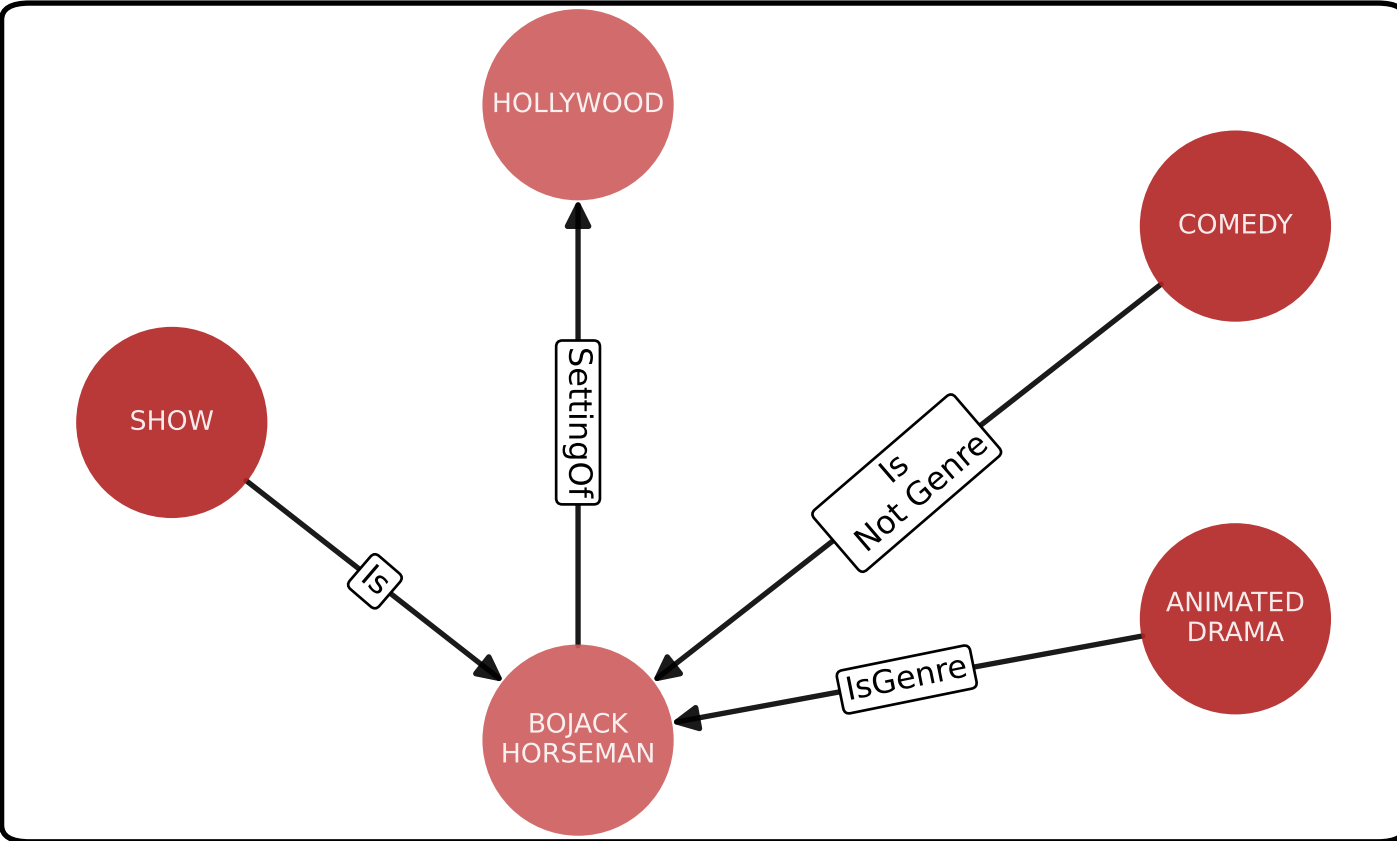 HOLLYWOOD
COMEDY
SHOW
SettingOf
Is
Not Genre
Is
ANIMATED
DRAMA
IsGenre
BOJACK
HORSEMAN